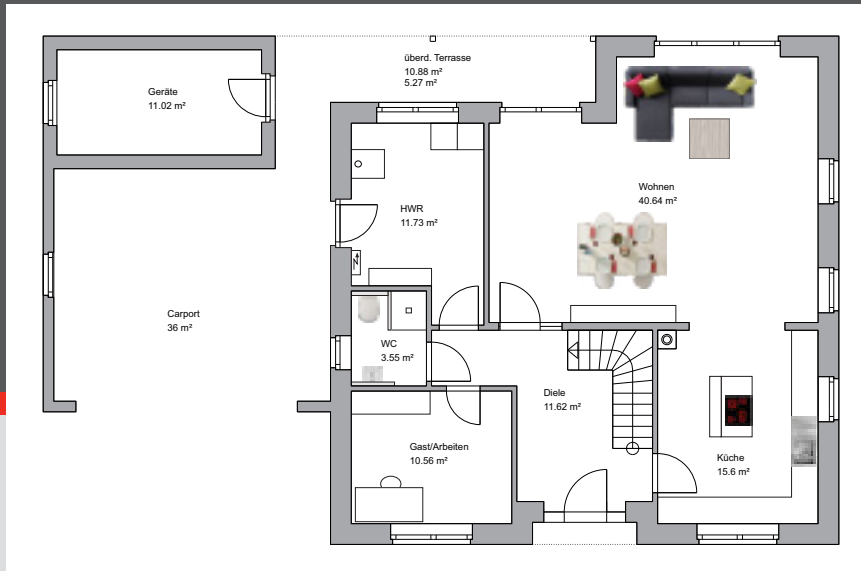 überd. Terrasse
10.88 m²
5.27 m²
Geräte
11.02 m²
Wohnen
40.64 m²
HWR
11.73 m²
Carport
36 m²
WC
3.55 m²
Diele
11.62 m²
Gast/Arbeiten
10.56 m²
Küche
15.6 m²